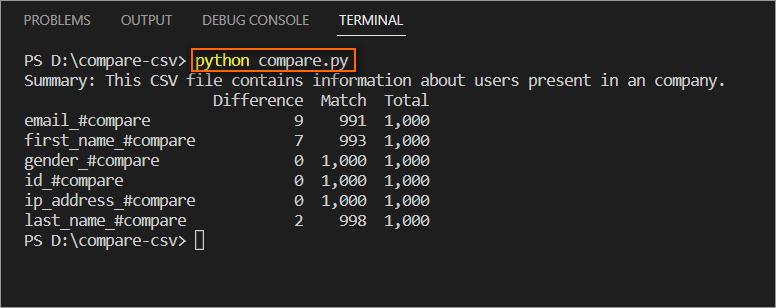 PROBLEMS OUTPUT DEBUG CONSOLE TERMINAL
PS D:\compare-csv> python compare.py
Summary: This CSV file contains information about users present in an company.
Difference Match Total
email_#compare 9 991 1,000
first_name_#compare 7 993 1,000
gender_#compare 0 1,000 1,000
id_#compare 0 1,000 1,000
ip_address_#compare 0 1,000 1,000
last_name_#compare 2 998 1,000
PS D:\compare-csv>